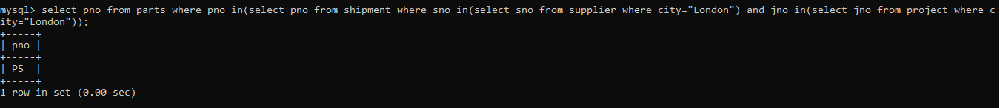 mysql> select pno from parts where pno in(select pno from shipment where sno in(select sno from supplier where city="London") and jno in(select jno from project where c
ity="London"));
+-----+
| pno |
+-----+
| P5  |
+-----+
1 row in set (0.00 sec)